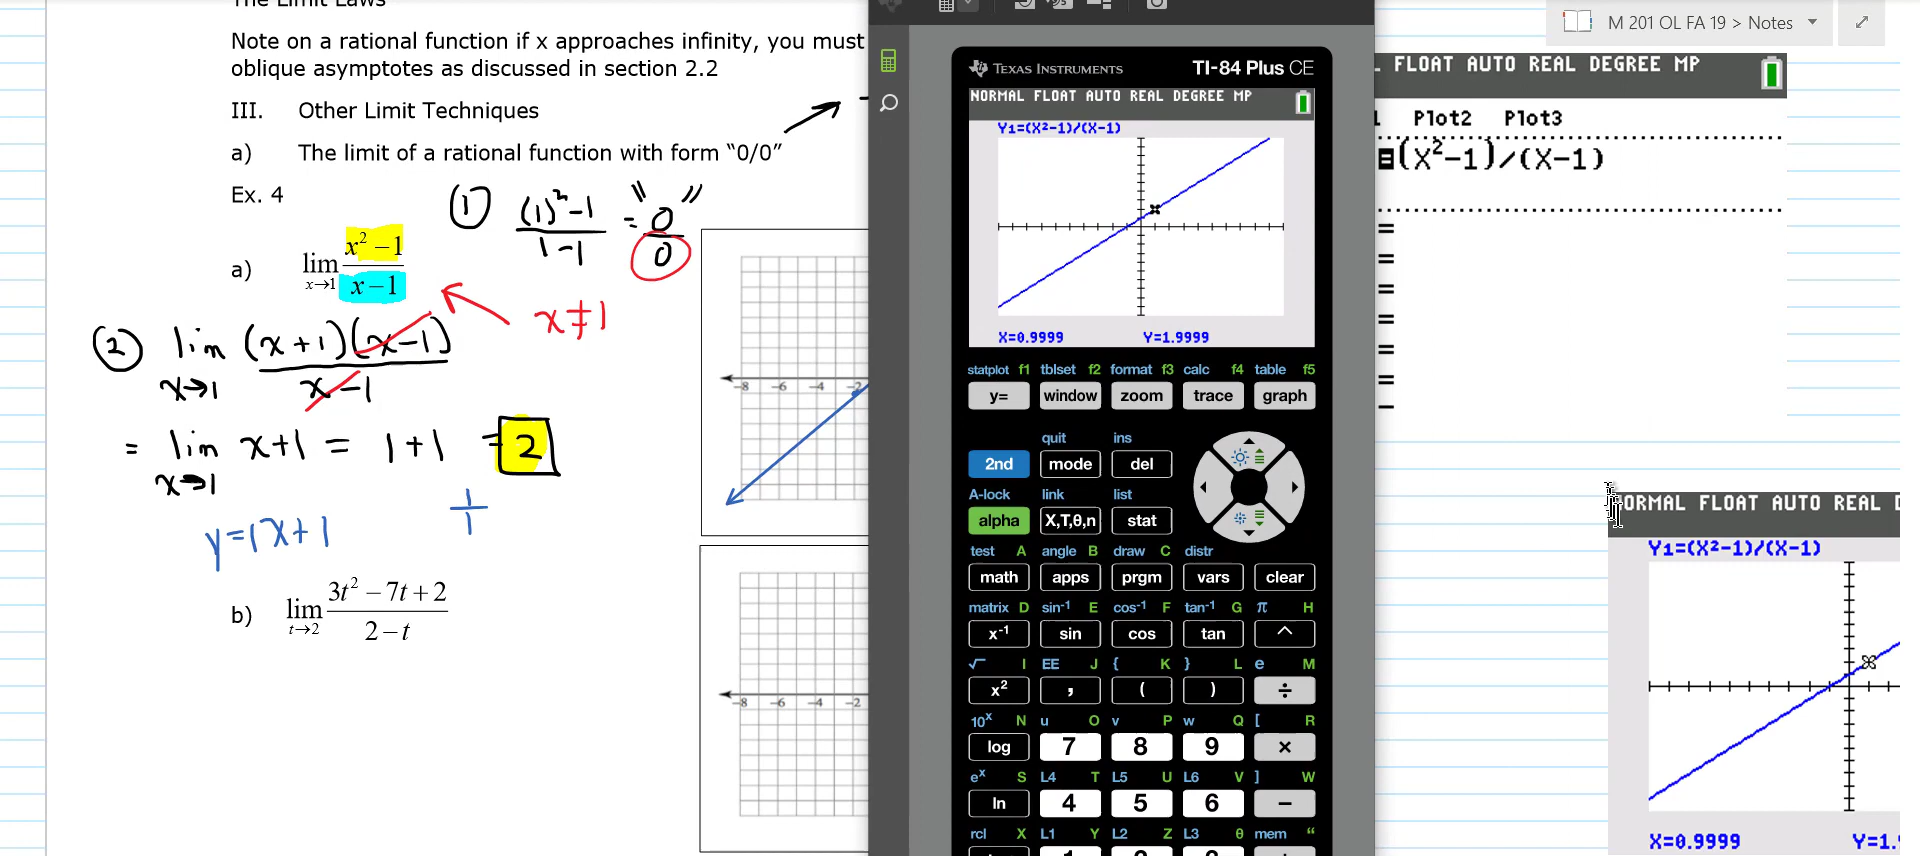 The Limit Laws
Note on a rational function if x approaches infinity, you must
oblique asymptotes as discussed in section 2.2
III. Other Limit Techniques
a) The limit of a rational function with form “0/0”
Ex. 4
① (1)² -1 / 1 -1 = "0/0"
a) lim x→1 x² −1 / x −1
x ≠ 1
② lim x→1 (x +1)(x -1) / x -1
= lim x→1 x+1 = 1+1 = 2
y=1x+1
1/1
b) lim t→2 3t² − 7t + 2 / 2 − t
-8 -6 -4 -2
-8 -6 -4 -2
TEXAS INSTRUMENTS TI-84 Plus CE
NORMAL FLOAT AUTO REAL DEGREE MP
Y1=(X²-1)/(X-1)
X=0.9999 Y=1.9999
statplot f1 tblset f2 format f3 calc f4 table f5
y= window zoom trace graph
quit ins
2nd mode del
A-lock link list
alpha X,T,θ,n stat
test A angle B draw C distr
math apps prgm vars clear
matrix D sin⁻¹ E cos⁻¹ F tan⁻¹ G π H
x⁻¹ sin cos tan ^
√ I EE J { K } L e M
x² , ( ) ÷
10ˣ N u O v P w Q [ R
log 7 8 9 ×
eˣ S L4 T L5 U L6 V ] W
ln 4 5 6 −
rcl X L1 Y L2 Z L3 θ mem “
M 201 OL FA 19 > Notes
FLOAT AUTO REAL DEGREE MP
Plot2 Plot3
=(X²-1)/(X-1)
=
=
=
=
=
=
NORMAL FLOAT AUTO REAL
Y1=(X²-1)/(X-1)
X=0.9999 Y=1.